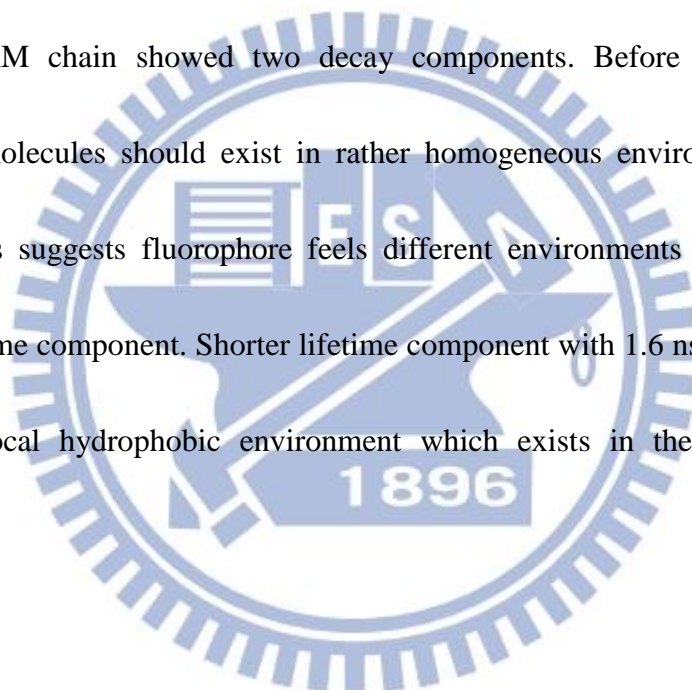 M chain showed two decay components. Before
olecules should exist in rather homogeneous enviro
s suggests fluorophore feels different environments
me component. Shorter lifetime component with 1.6 ns
ocal hydrophobic environment which exists in the
E S A
1896